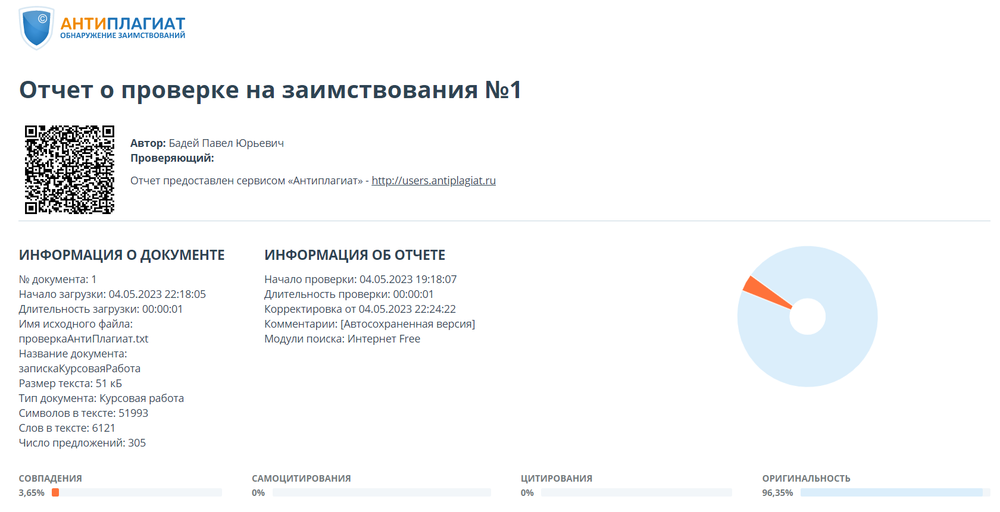 ©
АНТИПЛАГИАТ
ОБНАРУЖЕНИЕ ЗАИМСТВОВАНИЙ
Отчет о проверке на заимствования №1
Автор: Бадей Павел Юрьевич
Проверяющий:
Отчет предоставлен сервисом «Антиплагиат» - http://users.antiplagiat.ru
ИНФОРМАЦИЯ О ДОКУМЕНТЕ
№ документа: 1
Начало загрузки: 04.05.2023 22:18:05
Длительность загрузки: 00:00:01
Имя исходного файла:
проверкаАнтиПлагиат.txt
Название документа:
запискаКурсоваяРабота
Размер текста: 51 кБ
Тип документа: Курсовая работа
Символов в тексте: 51993
Слов в тексте: 6121
Число предложений: 305
ИНФОРМАЦИЯ ОБ ОТЧЕТЕ
Начало проверки: 04.05.2023 19:18:07
Длительность проверки: 00:00:01
Корректировка от 04.05.2023 22:24:22
Комментарии: [Автосохраненная версия]
Модули поиска: Интернет Free
СОВПАДЕНИЯ
3,65%
САМОЦИТИРОВАНИЯ
0%
ЦИТИРОВАНИЯ
0%
ОРИГИНАЛЬНОСТЬ
96,35%